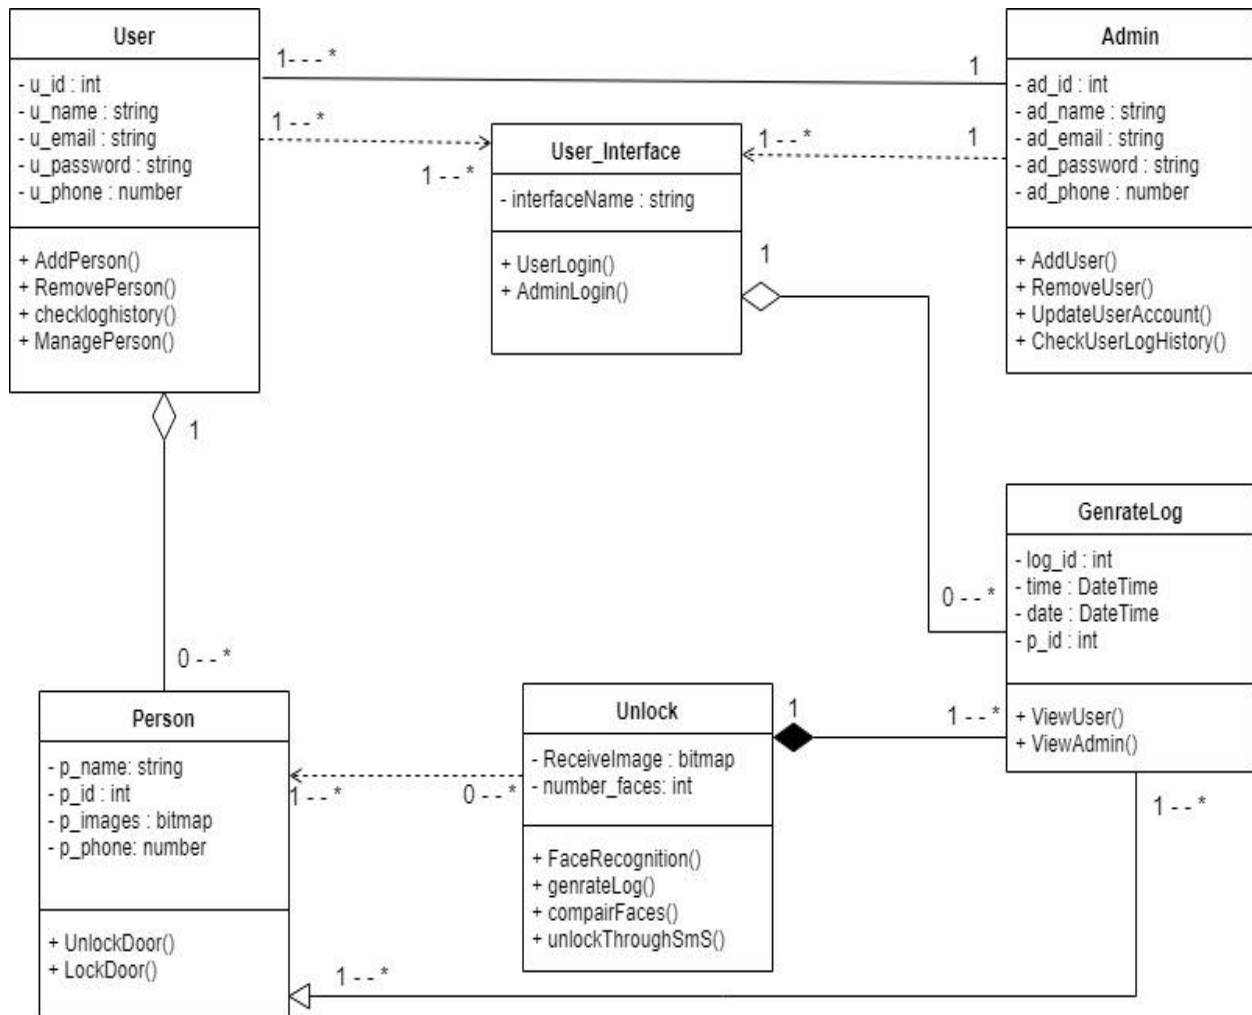 User
- u_id : int
- u_name : string
- u_email : string
- u_password : string
- u_phone : number
+ AddPerson()
+ RemovePerson()
+ checkloghistory()
+ ManagePerson()
1- - - *
1
1 - - *
1 - - *
User_Interface
- interfaceName : string
+ UserLogin()
+ AdminLogin()
1 - - *
1
Admin
- ad_id : int
- ad_name : string
- ad_email : string
- ad_password : string
- ad_phone : number
+ AddUser()
+ RemoveUser()
+ UpdateUserAccount()
+ CheckUserLogHistory()
1
0 - - *
1
0 - - *
GenrateLog
- log_id : int
- time : DateTime
- date : DateTime
- p_id : int
+ ViewUser()
+ ViewAdmin()
Person
- p_name: string
- p_id : int
- p_images : bitmap
- p_phone: number
+ UnlockDoor()
+ LockDoor()
1 - - *
0 - - *
Unlock
- ReceiveImage : bitmap
- number_faces: int
+ FaceRecognition()
+ genrateLog()
+ compairFaces()
+ unlockThroughSmS()
1
1 - - *
1 - - *
1 - - *